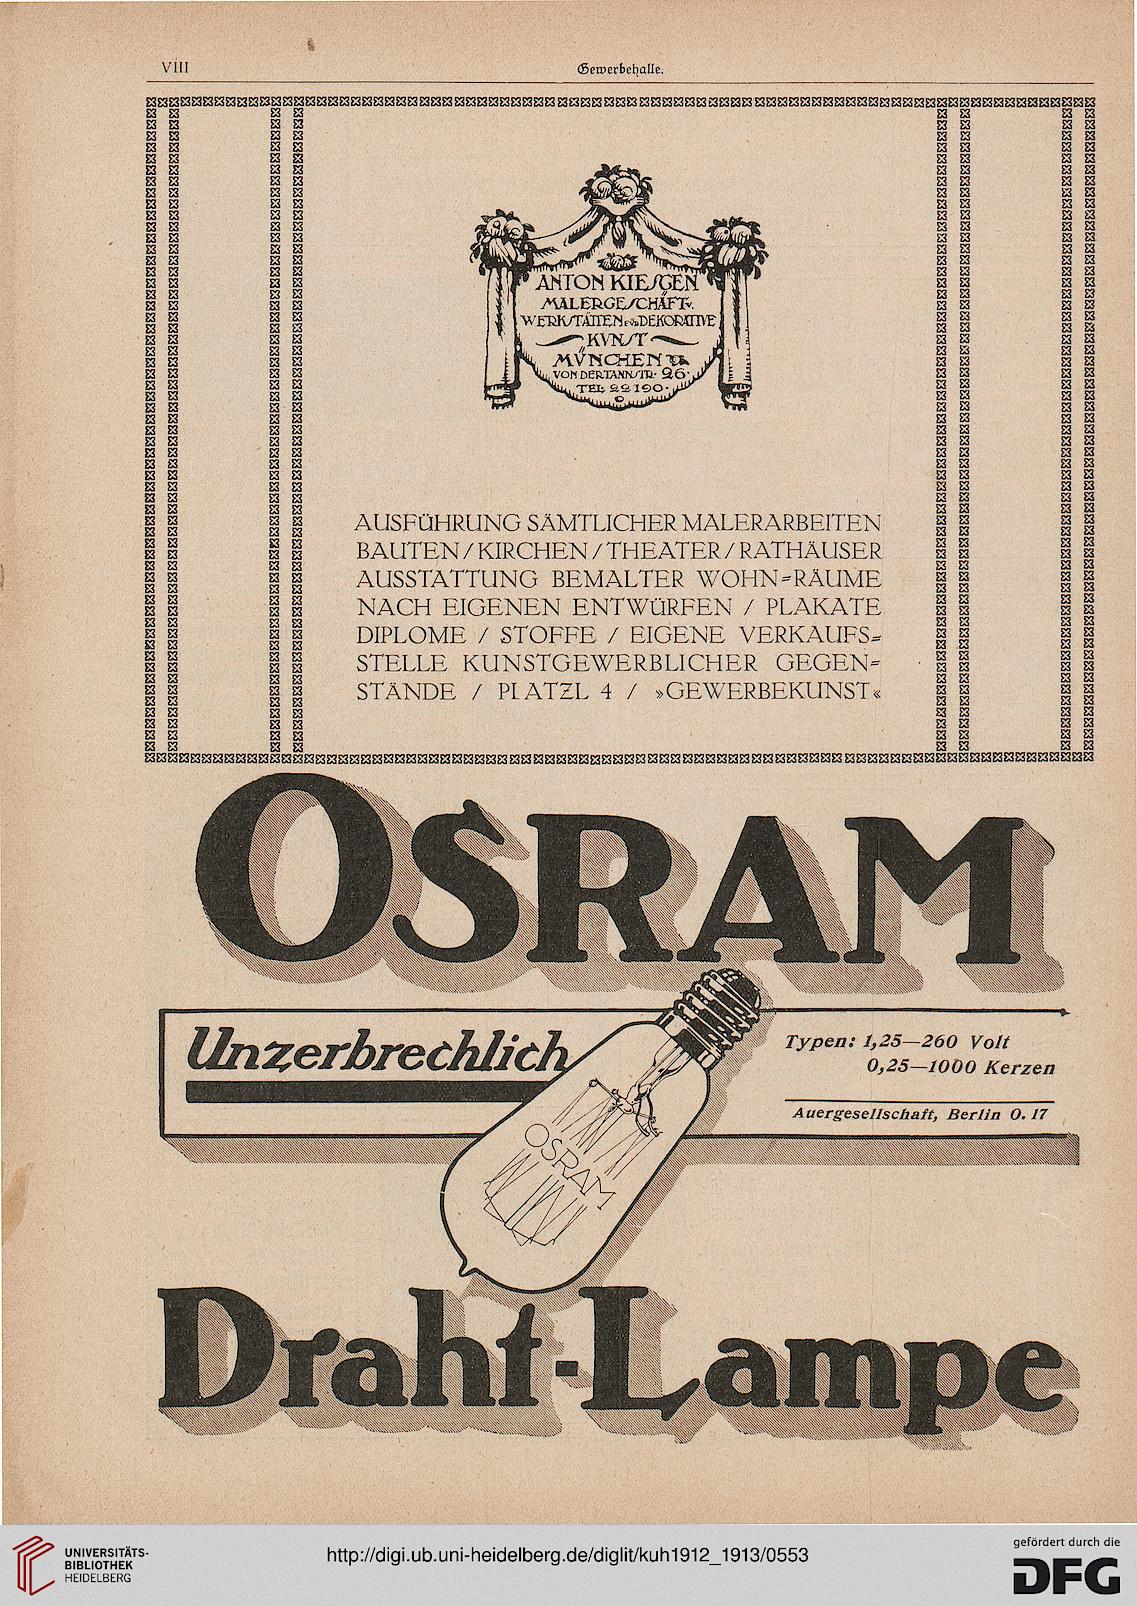 VIII
Gewerbehalle.
ANTON KIESGEN
MALERGESCHÄFT v.
WERKSTÄTTEN FÜR DEKORATIVE
KVNST
MVNCHEN
VON DER TANNSTR. 26.
TEL. 22190.
AUSFÜHRUNG SÄMTLICHER MALERARBEITEN
BAUTEN / KIRCHEN / THEATER / RATHÄUSER
AUSSTATTUNG BEMALTER WOHN-RÄUME
NACH EIGENEN ENTWÜRFEN / PLAKATE
DIPLOME / STOFFE / EIGENE VERKAUFS-
STELLE KUNSTGEWERBLICHER GEGEN-
STÄNDE / PLATZL 4 / »GEWERBEKUNST«
OSRAM
Unzerbrechlich
Typen: 1,25—260 Volt
0,25—1000 Kerzen
Auergesellschaft, Berlin O. 17
OSRAM
Draht-Lampe
UNIVERSITÄTS-
BIBLIOTHEK
HEIDELBERG
http://digi.ub.uni-heidelberg.de/diglit/kuh1912_1913/0553
gefördert durch die
DFG